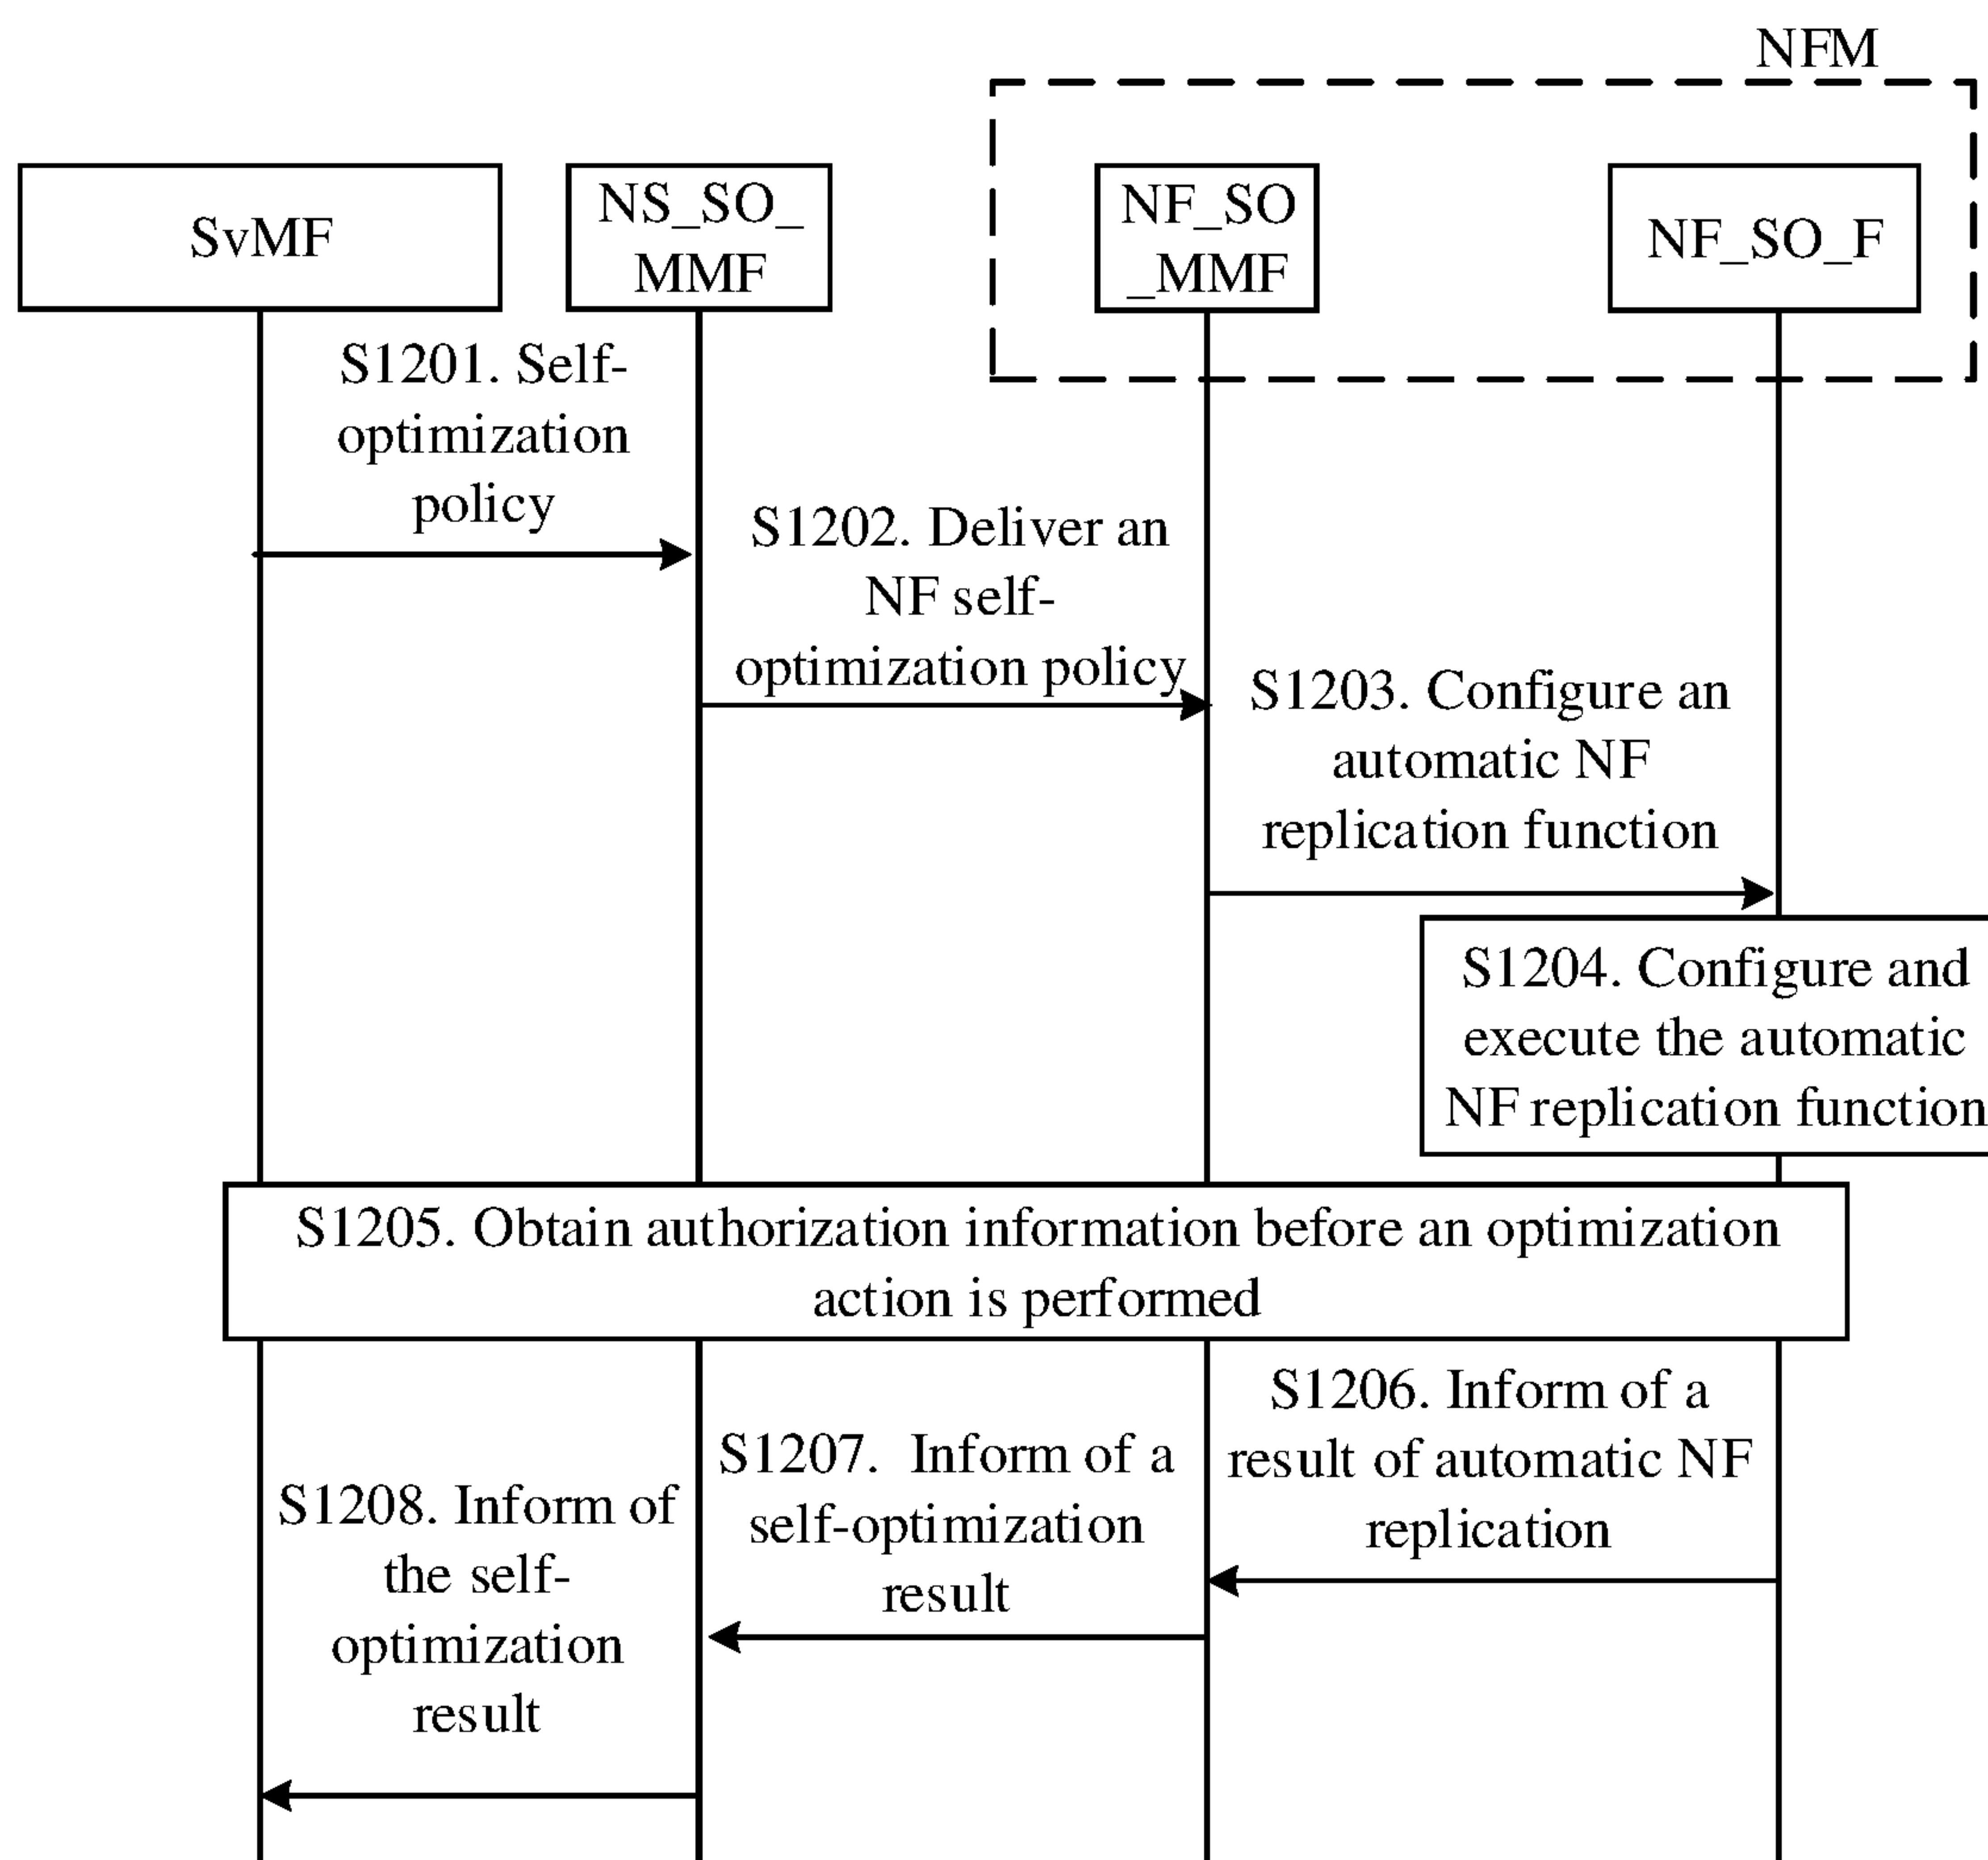 NFM
SvMF
NS_SO_
MMF
NF_SO
_MMF
NF_SO_F
S1201. Self-
optimization
policy
S1202. Deliver an
NF self-
optimization policy
S1203. Configure an
automatic NF
replication function
S1204. Configure and
execute the automatic
NF replication function
S1205. Obtain authorization information before an optimization
action is performed
S1206. Inform of a
result of automatic NF
replication
S1207. Inform of a
self-optimization
result
S1208. Inform of
the self-
optimization
result